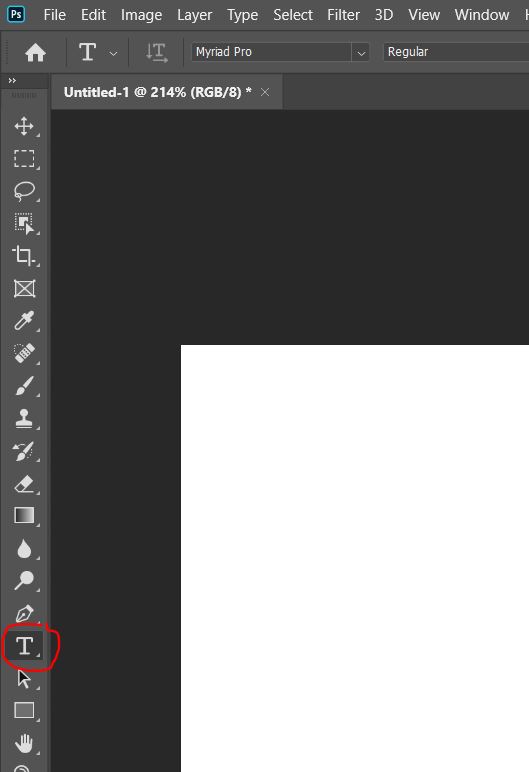 Ps File Edit Image Layer Type Select Filter 3D View Window
T Myriad Pro Regular
Untitled-1 @ 214% (RGB/8) *
T